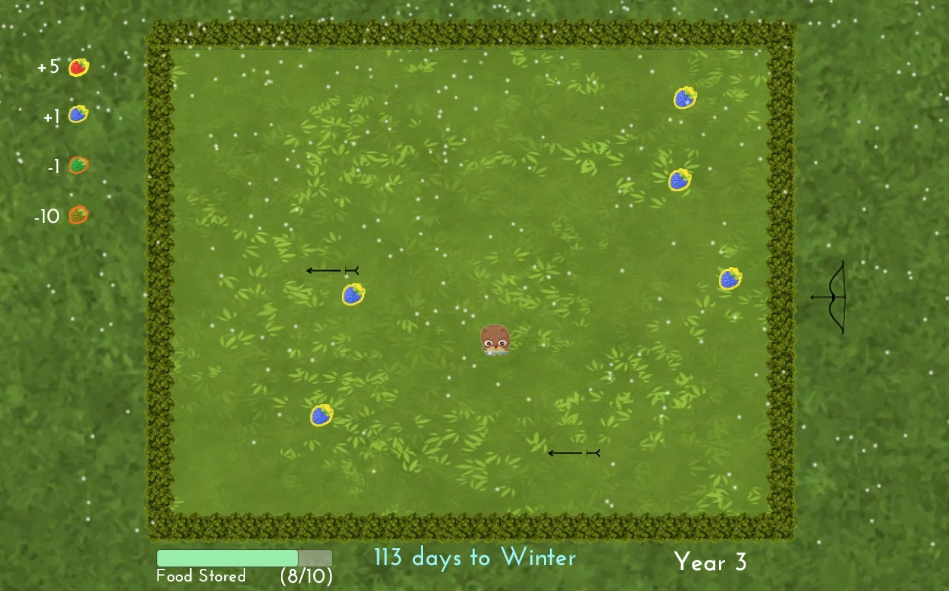 +5
+1
-1
-10
Food Stored (8/10)
113 days to Winter
Year 3